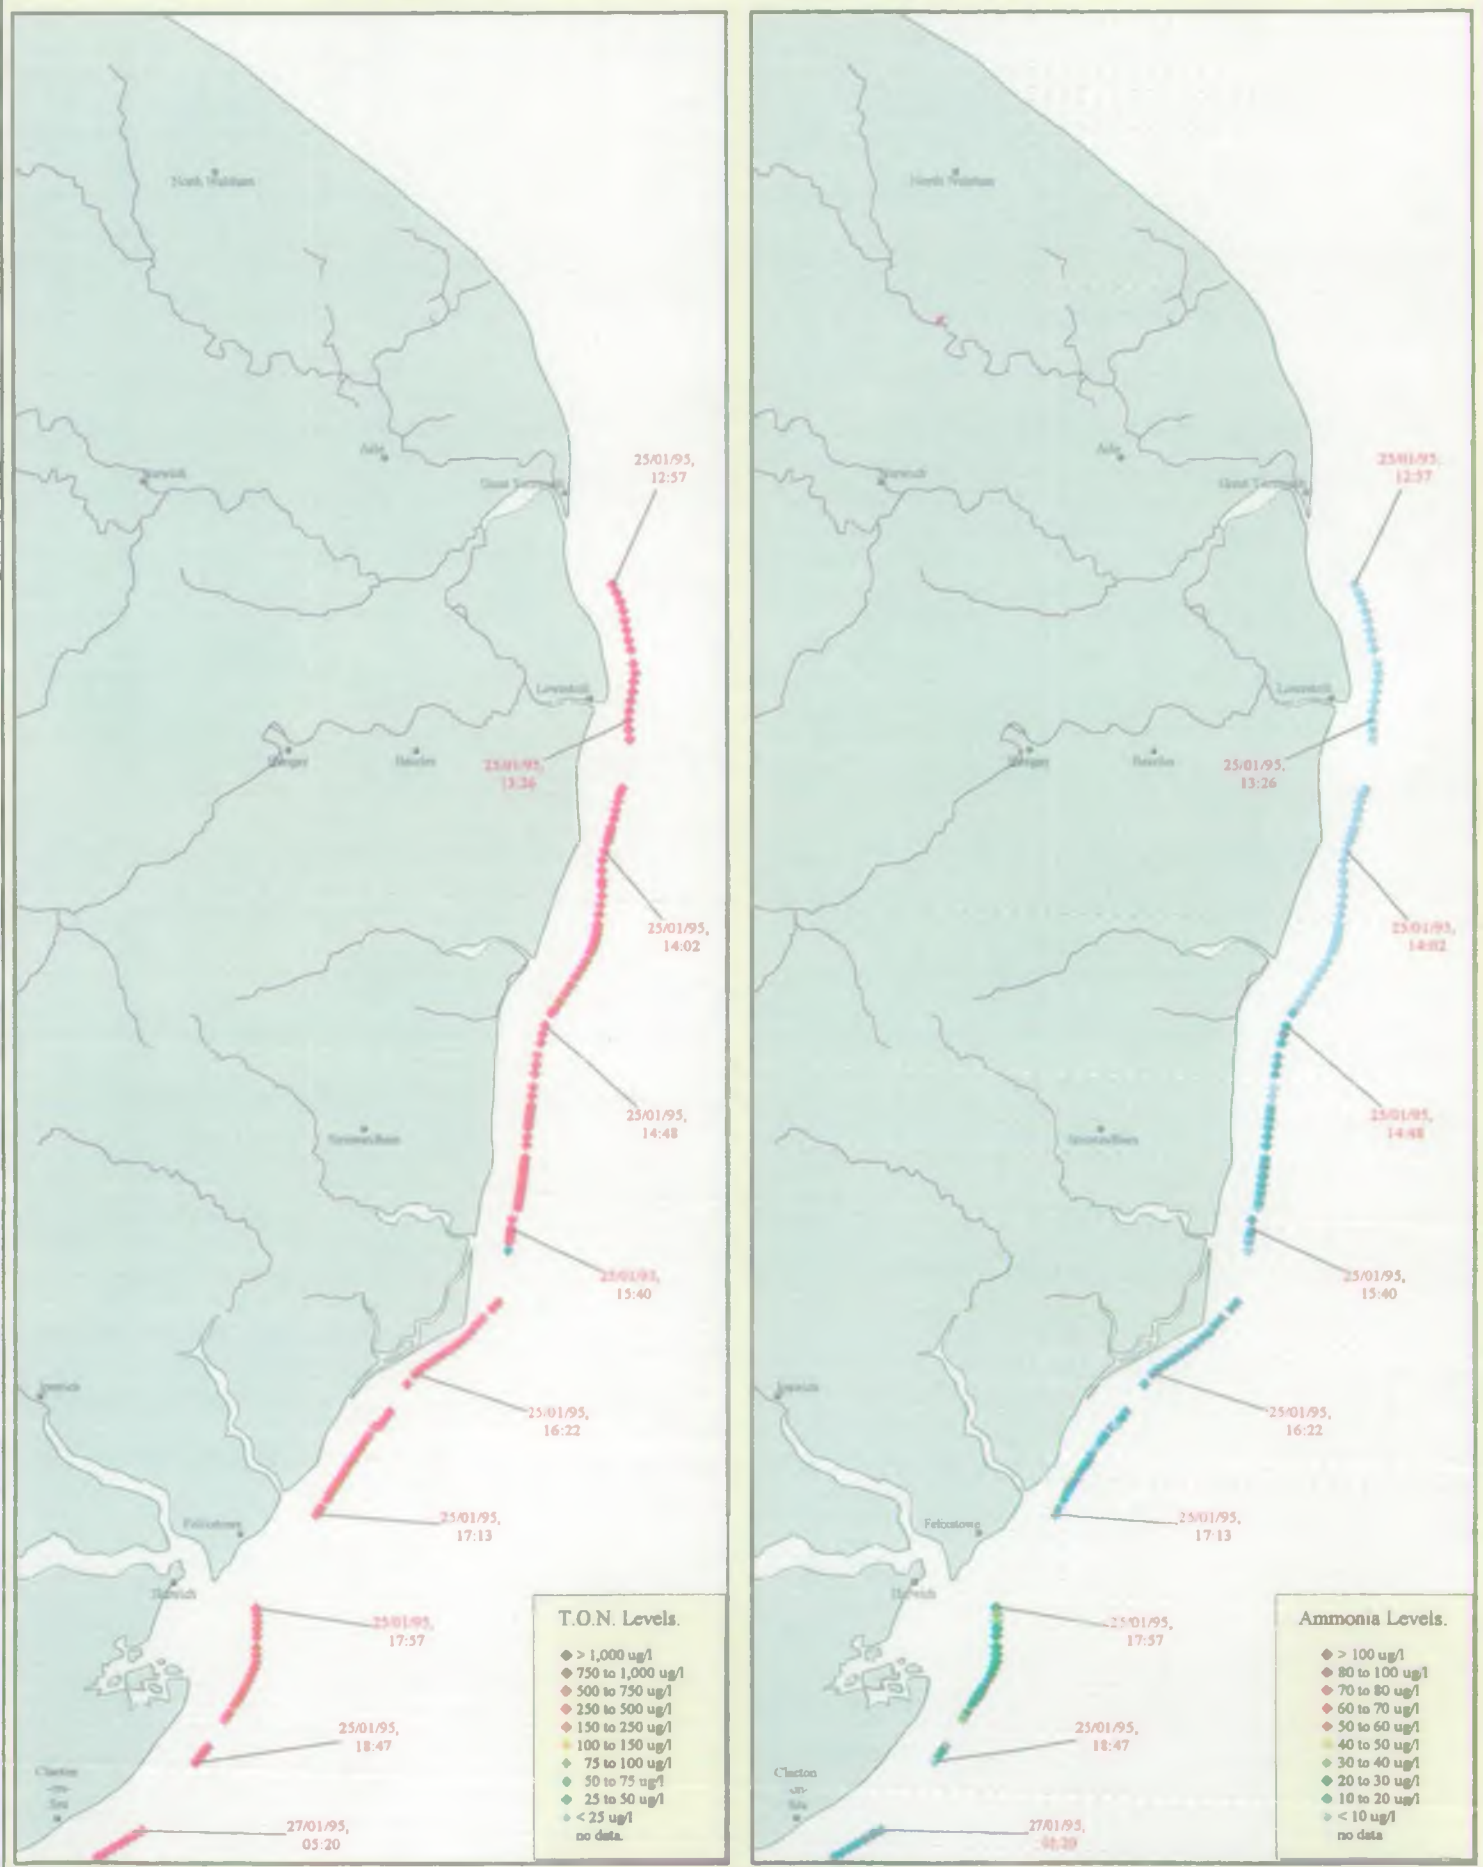 North Walsham
Acle
Norwich
Great Yarmouth
25/01/95,
12:57
Lowestoft
Bungay
Beccles
25/01/95,
13:26
25/01/95,
14:02
25/01/95,
14:48
Saxmundham
25/01/95,
15:40
Ipswich
25/01/95,
16:22
Felixstowe
25/01/95,
17:13
Harwich
25/01/95,
17:57
25/01/95,
18:47
Clacton
-on-
Sea
27/01/95,
05:20
T.O.N. Levels.
> 1,000 ug/l
750 to 1,000 ug/l
500 to 750 ug/l
250 to 500 ug/l
150 to 250 ug/l
100 to 150 ug/l
75 to 100 ug/l
50 to 75 ug/l
25 to 50 ug/l
< 25 ug/l
no data.
North Walsham
Acle
Norwich
Great Yarmouth
25/01/95,
12:57
Lowestoft
Bungay
Beccles
25/01/95,
13:26
25/01/95,
14:02
25/01/95,
14:48
Saxmundham
25/01/95,
15:40
Ipswich
25/01/95,
16:22
Felixstowe
25/01/95,
17:13
Harwich
25/01/95,
17:57
25/01/95,
18:47
Clacton
-on-
Sea
27/01/95,
05:20
Ammonia Levels.
> 100 ug/l
80 to 100 ug/l
70 to 80 ug/l
60 to 70 ug/l
50 to 60 ug/l
40 to 50 ug/l
30 to 40 ug/l
20 to 30 ug/l
10 to 20 ug/l
< 10 ug/l
no data